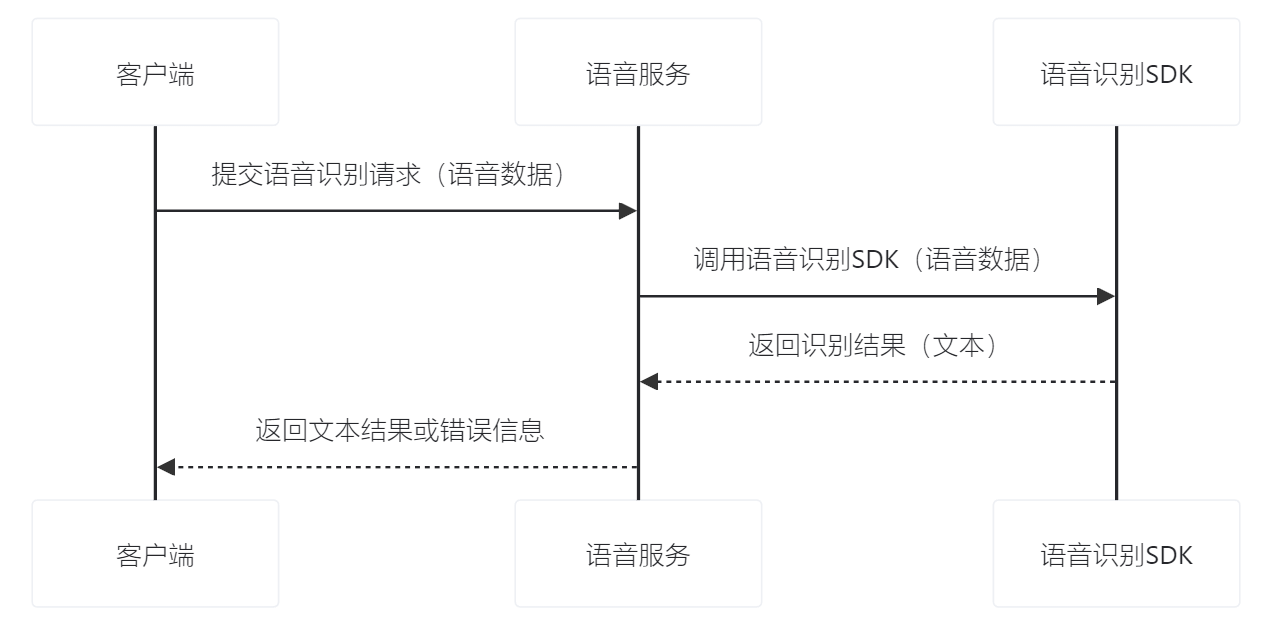 客户端
语音服务
语音识别SDK
提交语音识别请求（语音数据）
调用语音识别SDK（语音数据）
返回识别结果（文本）
返回文本结果或错误信息
客户端
语音服务
语音识别SDK